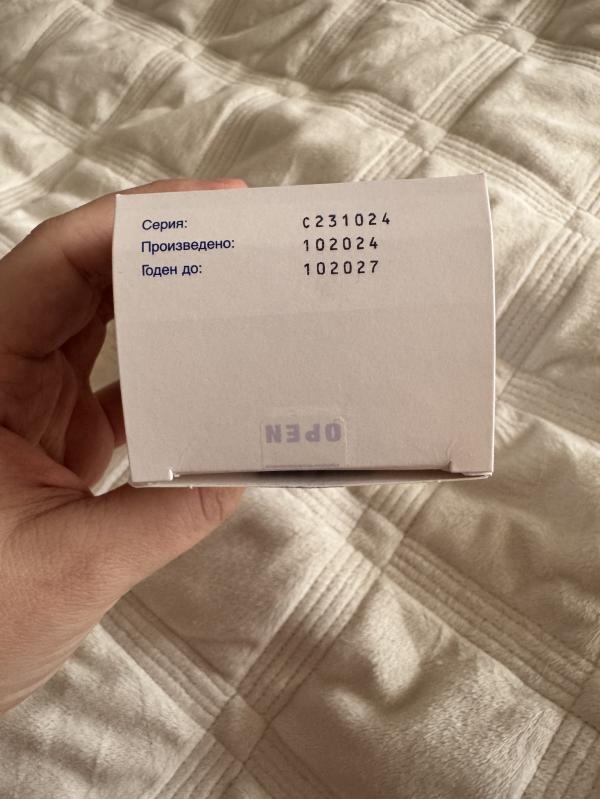 Серия: C231024
Произведено: 102024
Годен до: 102027
OPEN